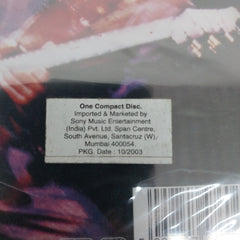 One Compact Disc.
Imported & Marketed by
Sony Music Entertainment
(India) Pvt. Ltd. Span Centre,
South Avenue, Santacruz (W),
Mumbai 400054.
PKG. Date : 10/2003